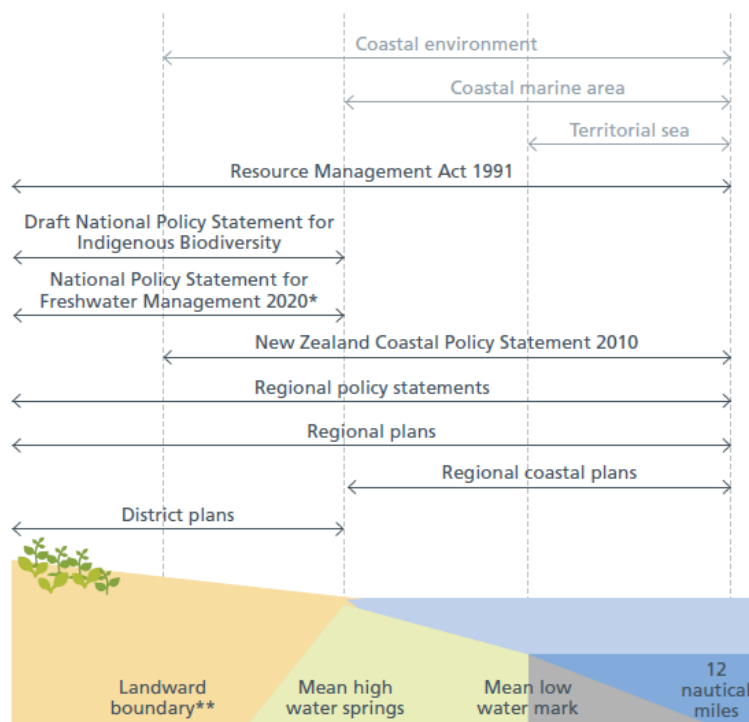 Coastal environment
Coastal marine area
Territorial sea
Resource Management Act 1991
Draft National Policy Statement for
Indigenous Biodiversity
National Policy Statement for
Freshwater Management 2020*
New Zealand Coastal Policy Statement 2010
Regional policy statements
Regional plans
Regional coastal plans
District plans
Landward
boundary**
Mean high
water springs
Mean low
water mark
12
nautical
miles